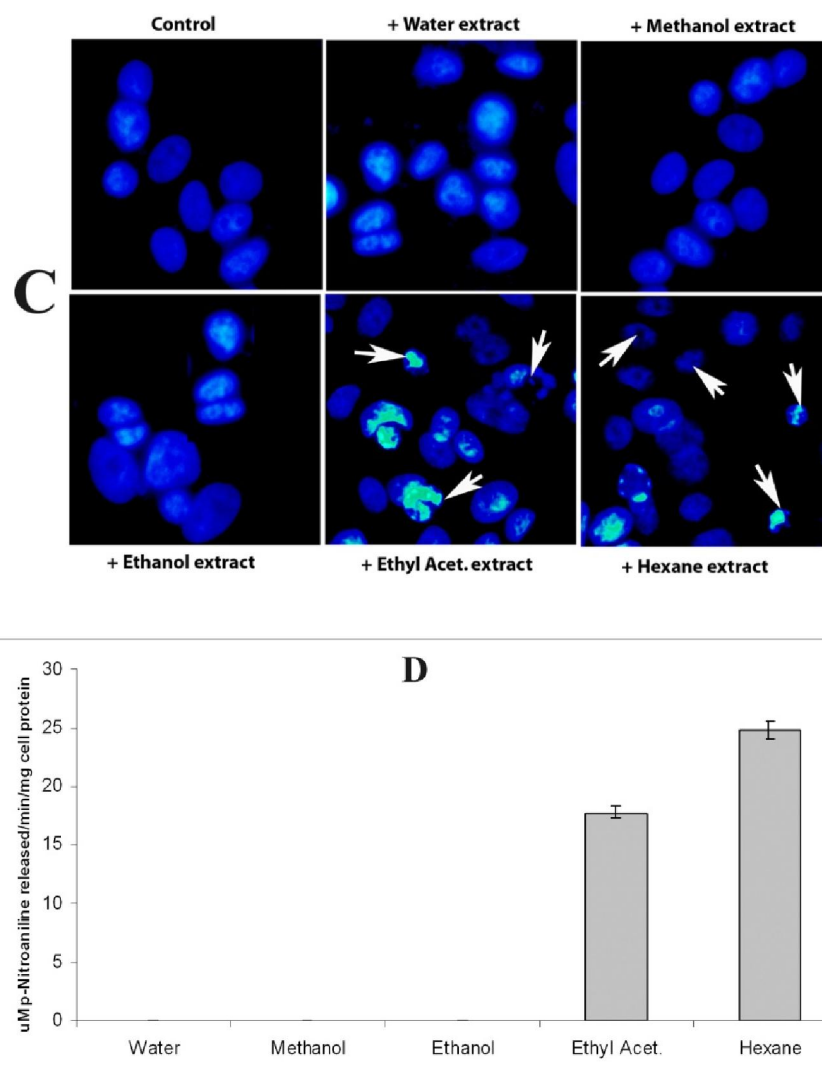 Control
+ Water extract
+ Methanol extract
C
+ Ethanol extract
+ Ethyl Acet. extract
+ Hexane extract
D
uM p-Nitroaniline released/min/mg cell protein
30
25
20
15
10
5
0
Water
Methanol
Ethanol
Ethyl Acet.
Hexane